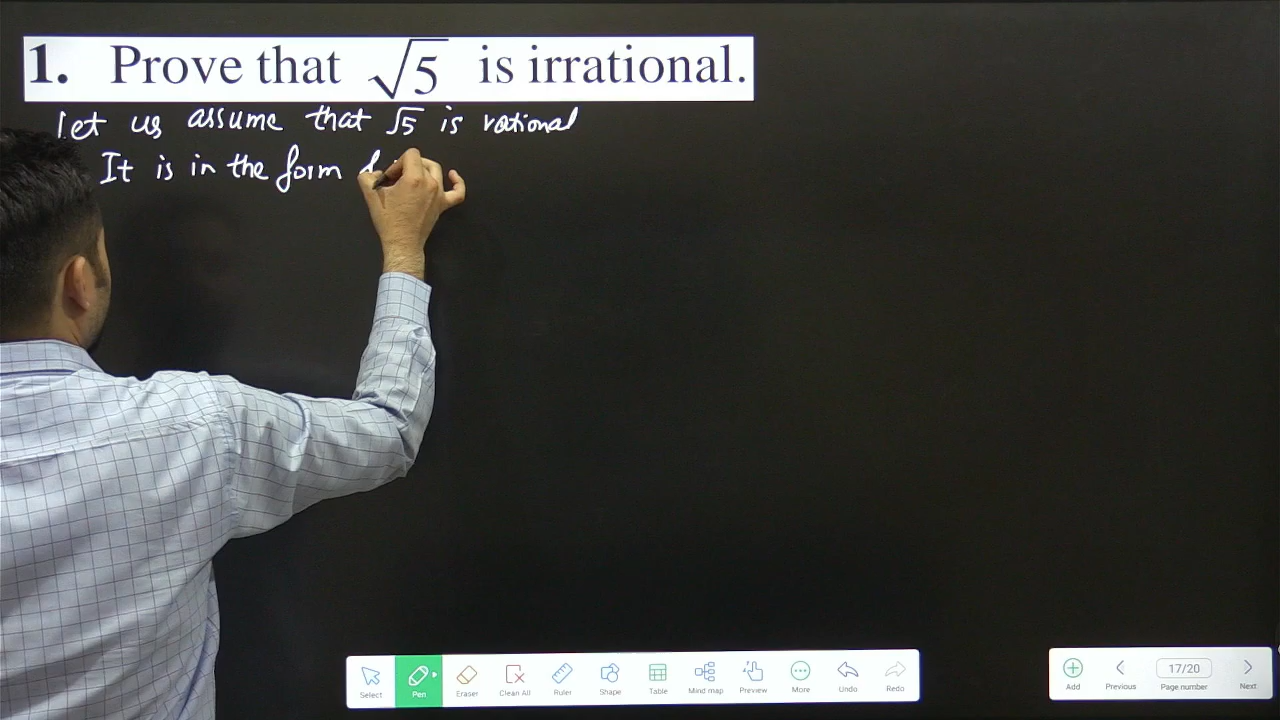 1. Prove that √5 is irrational.
Let us assume that √5 is rational
It is in the form
Select
Pen
Eraser
Clean All
Ruler
Shape
Table
Mind map
Preview
More
Undo
Redo
Add
Previous
17/20
Page number
Next